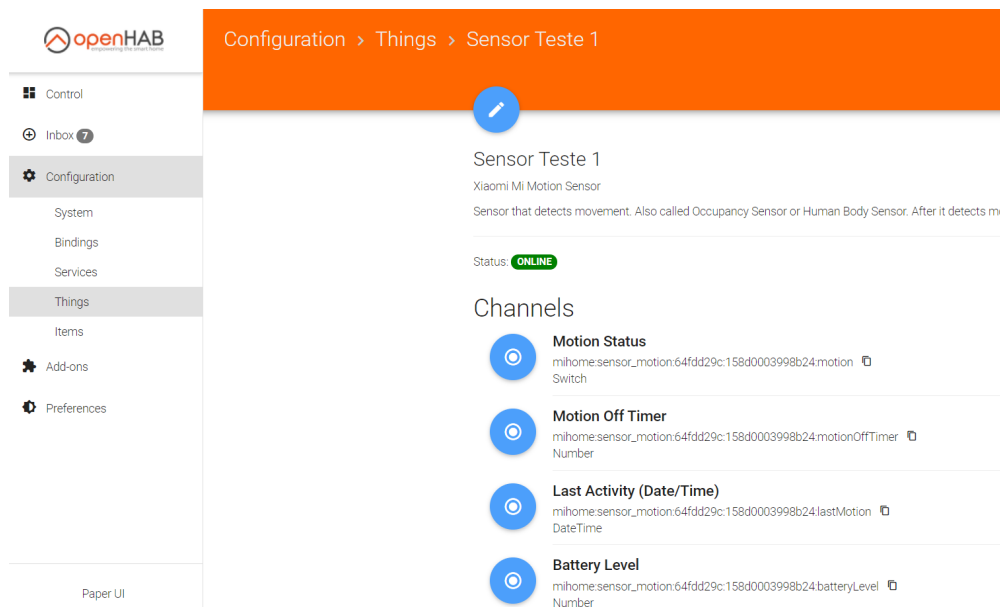 openHAB
empowering the smart home
Configuration > Things > Sensor Teste 1
Control
Inbox 7
Configuration
System
Bindings
Services
Things
Items
Add-ons
Preferences
Paper UI
Sensor Teste 1
Xiaomi Mi Motion Sensor
Sensor that detects movement. Also called Occupancy Sensor or Human Body Sensor. After it detects
Status: ONLINE
Channels
Motion Status
mihome:sensor_motion:64fdd29c:158d0003998b24:motion
Switch
Motion Off Timer
mihome:sensor_motion:64fdd29c:158d0003998b24:motionOffTimer
Number
Last Activity (Date/Time)
mihome:sensor_motion:64fdd29c:158d0003998b24:lastMotion
DateTime
Battery Level
mihome:sensor_motion:64fdd29c:158d0003998b24:batteryLevel
Number